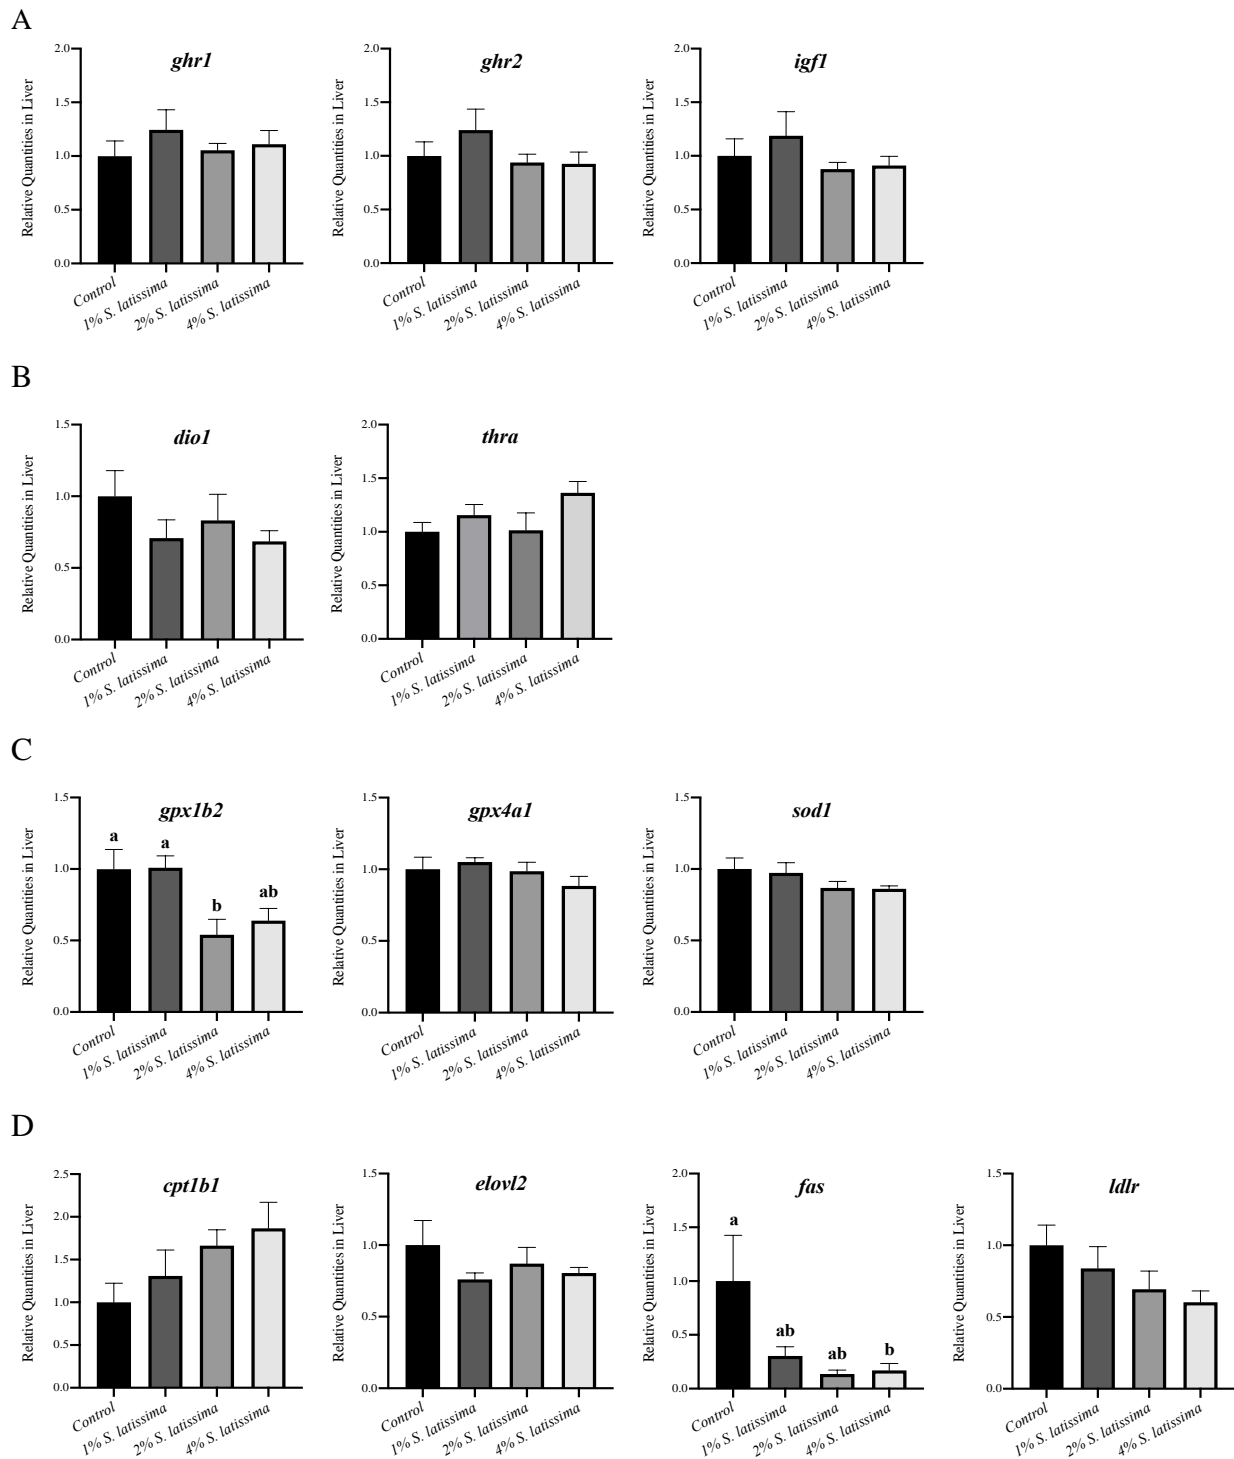 A
ghr1
Relative Quantities in Liver
2.0
1.5
1.0
0.5
0.0
Control
1% S. latissima
2% S. latissima
4% S. latissima
ghr2
Relative Quantities in Liver
2.0
1.5
1.0
0.5
0.0
Control
1% S. latissima
2% S. latissima
4% S. latissima
igf1
Relative Quantities in Liver
2.0
1.5
1.0
0.5
0.0
Control
1% S. latissima
2% S. latissima
4% S. latissima
B
dio1
Relative Quantities in Liver
1.5
1.0
0.5
0.0
Control
1% S. latissima
2% S. latissima
4% S. latissima
thra
Relative Quantities in Liver
2.0
1.5
1.0
0.5
0.0
Control
1% S. latissima
2% S. latissima
4% S. latissima
C
gpx1b2
Relative Quantities in Liver
1.5
1.0
0.5
0.0
a
a
b
ab
Control
1% S. latissima
2% S. latissima
4% S. latissima
gpx4a1
Relative Quantities in Liver
1.5
1.0
0.5
0.0
Control
1% S. latissima
2% S. latissima
4% S. latissima
sod1
Relative Quantities in Liver
1.5
1.0
0.5
0.0
Control
1% S. latissima
2% S. latissima
4% S. latissima
D
cpt1b1
Relative Quantities in Liver
2.5
2.0
1.5
1.0
0.5
0.0
Control
1% S. latissima
2% S. latissima
4% S. latissima
elovl2
Relative Quantities in Liver
1.5
1.0
0.5
0.0
Control
1% S. latissima
2% S. latissima
4% S. latissima
fas
Relative Quantities in Liver
2.0
1.5
1.0
0.5
0.0
a
ab
ab
b
Control
1% S. latissima
2% S. latissima
4% S. latissima
ldlr
Relative Quantities in Liver
1.5
1.0
0.5
0.0
Control
1% S. latissima
2% S. latissima
4% S. latissima